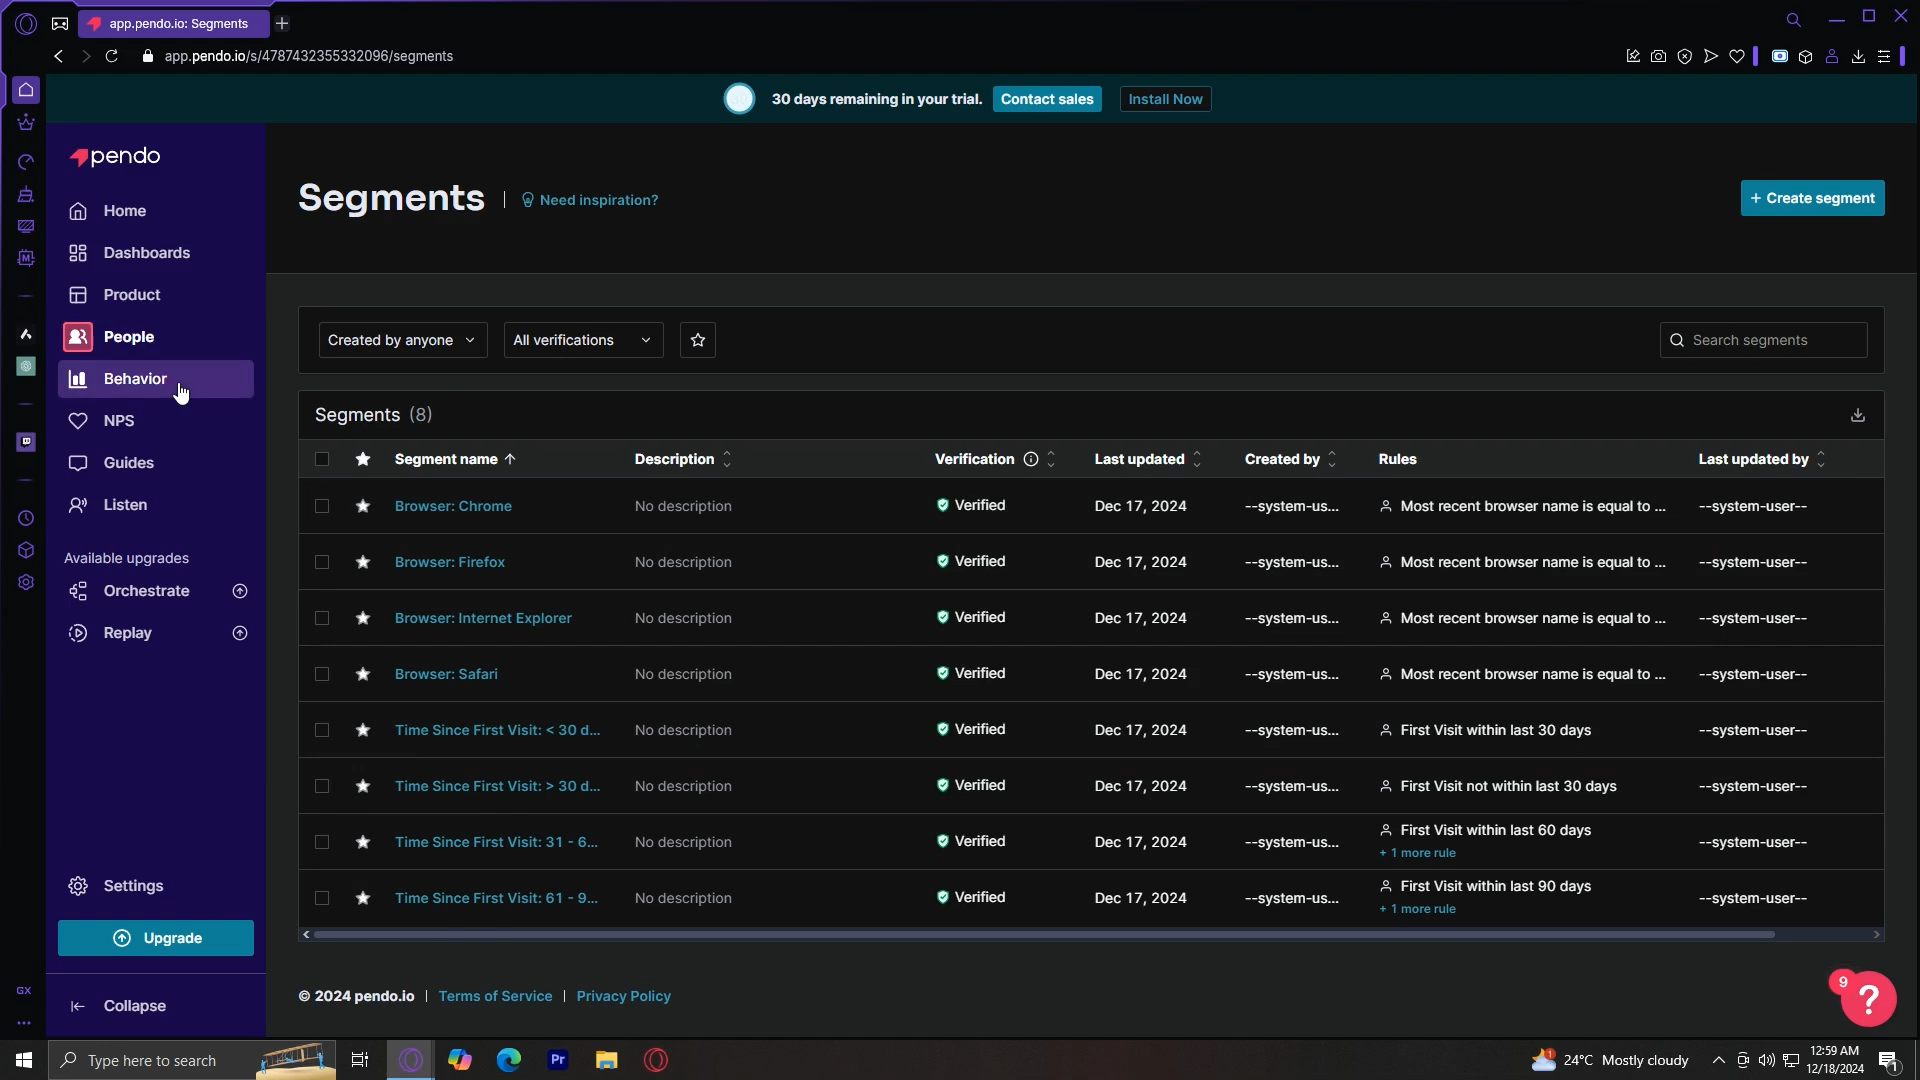 app.pendo.io: Segments
app.pendo.io/s/4787432355332096/segments
30 days remaining in your trial. Contact sales Install Now
pendo
Home
Dashboards
Product
People
Behavior
NPS
Guides
Listen
Available upgrades
Orchestrate
Replay
Settings
Upgrade
Collapse
GX
Segments | Need inspiration?
+ Create segment
Created by anyone All verifications Search segments
Segments (8)
Segment name Description Verification Last updated Created by Rules Last updated by
Browser: Chrome No description Verified Dec 17, 2024 --system-us... Most recent browser name is equal to ... --system-user--
Browser: Firefox No description Verified Dec 17, 2024 --system-us... Most recent browser name is equal to ... --system-user--
Browser: Internet Explorer No description Verified Dec 17, 2024 --system-us... Most recent browser name is equal to ... --system-user--
Browser: Safari No description Verified Dec 17, 2024 --system-us... Most recent browser name is equal to ... --system-user--
Time Since First Visit: < 30 d... No description Verified Dec 17, 2024 --system-us... First Visit within last 30 days --system-user--
Time Since First Visit: > 30 d... No description Verified Dec 17, 2024 --system-us... First Visit not within last 30 days --system-user--
Time Since First Visit: 31 - 6... No description Verified Dec 17, 2024 --system-us... First Visit within last 60 days --system-user--
+ 1 more rule
Time Since First Visit: 61 - 9... No description Verified Dec 17, 2024 --system-us... First Visit within last 90 days --system-user--
+ 1 more rule
© 2024 pendo.io | Terms of Service | Privacy Policy
9
?
Type here to search
Pr
1
24°C Mostly cloudy
12:59 AM
12/18/2024
1